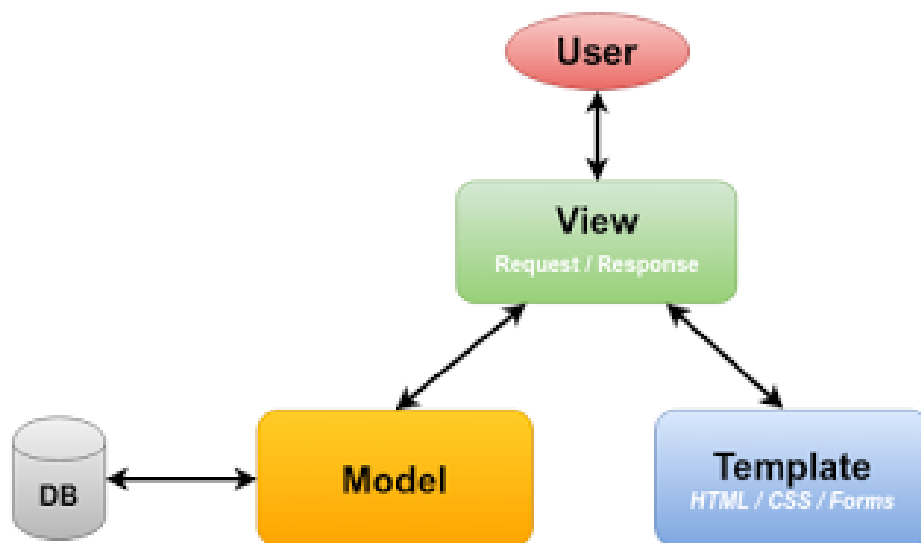 User
View
Request / Response
Model
Template
HTML / CSS / Forms
DB